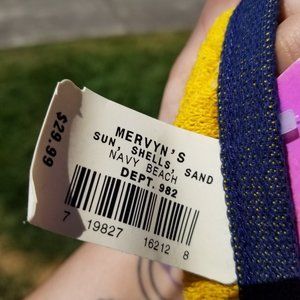 MERVYN'S
SUN, SHELLS, SAND
NAVY BEACH
DEPT. 982
7 19827 16212 8
$29.99